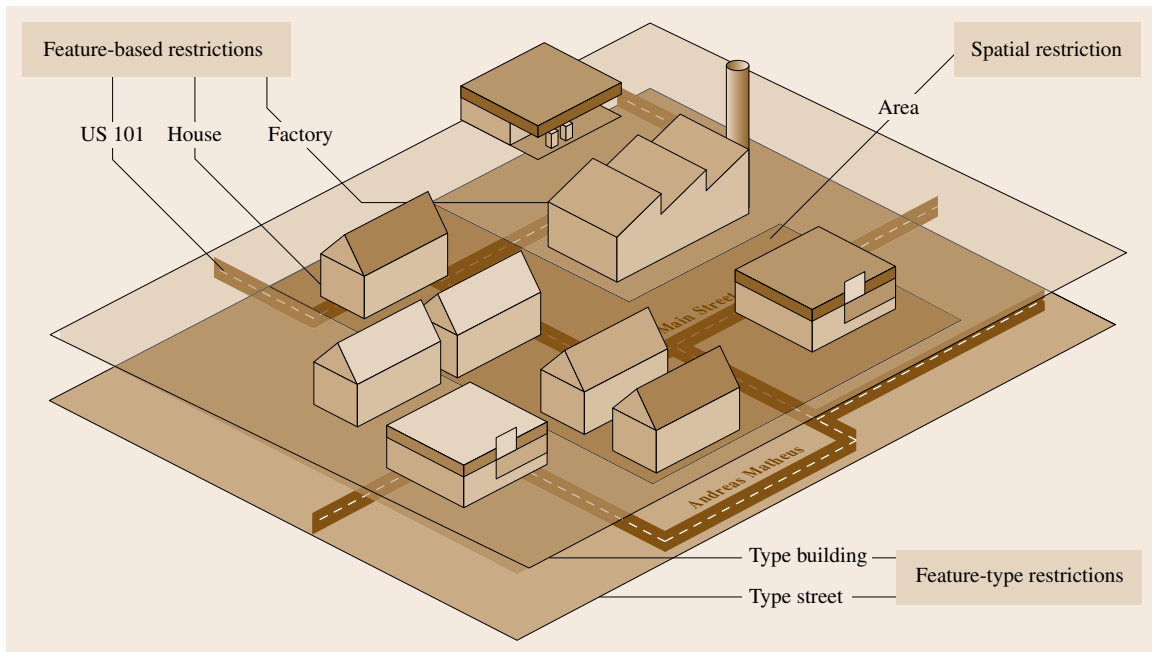 Feature-based restrictions
Spatial restriction
US 101
House
Factory
Area
Main Street
Andreas Matheus
Type building
Feature-type restrictions
Type street